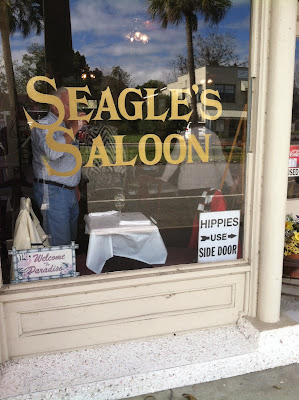 SEAGLE'S
SALOON
HIPPIES
USE
SIDE DOOR
Welcome
To
Paradise